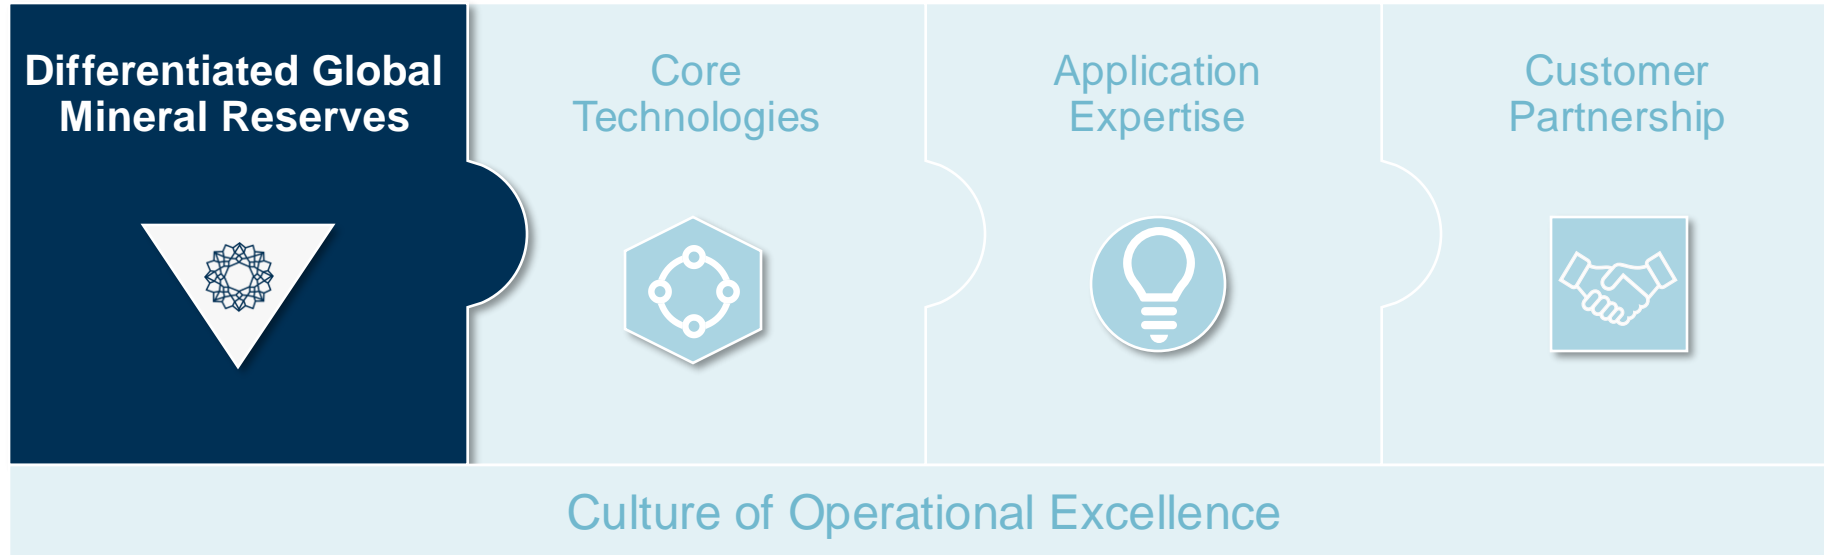 Differentiated Global
Mineral Reserves
Core
Technologies
Application
Expertise
Customer
Partnership
Culture of Operational Excellence